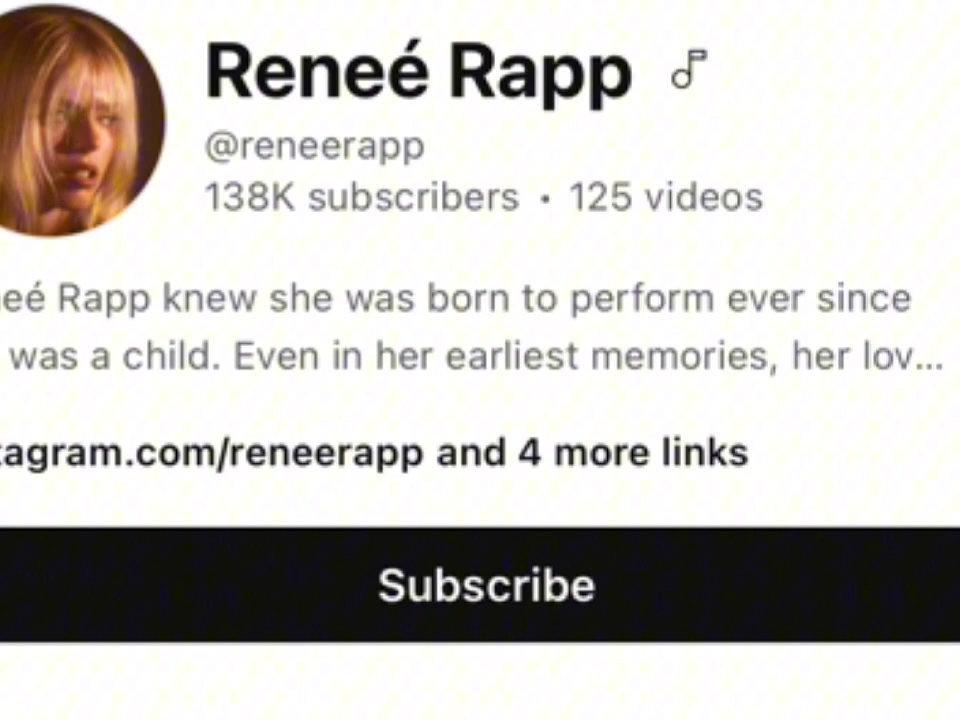 Reneé Rapp
@reneerapp
138K subscribers • 125 videos
neé Rapp knew she was born to perform ever since
was a child. Even in her earliest memories, her lov...
tagram.com/reneerapp and 4 more links
Subscribe